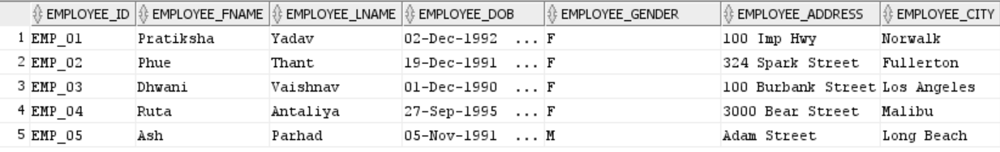 EMPLOYEE_ID EMPLOYEE_FNAME EMPLOYEE_LNAME EMPLOYEE_DOB EMPLOYEE_GENDER EMPLOYEE_ADDRESS EMPLOYEE_CITY
1 EMP_01 Pratiksha Yadav 02-Dec-1992 ... F 100 Imp Hwy Norwalk
2 EMP_02 Phue Thant 19-Dec-1991 ... F 324 Spark Street Fullerton
3 EMP_03 Dhwani Vaishnav 01-Dec-1990 ... F 100 Burbank Street Los Angeles
4 EMP_04 Ruta Antaliya 27-Sep-1995 ... F 3000 Bear Street Malibu
5 EMP_05 Ash Parhad 05-Nov-1991 ... M Adam Street Long Beach